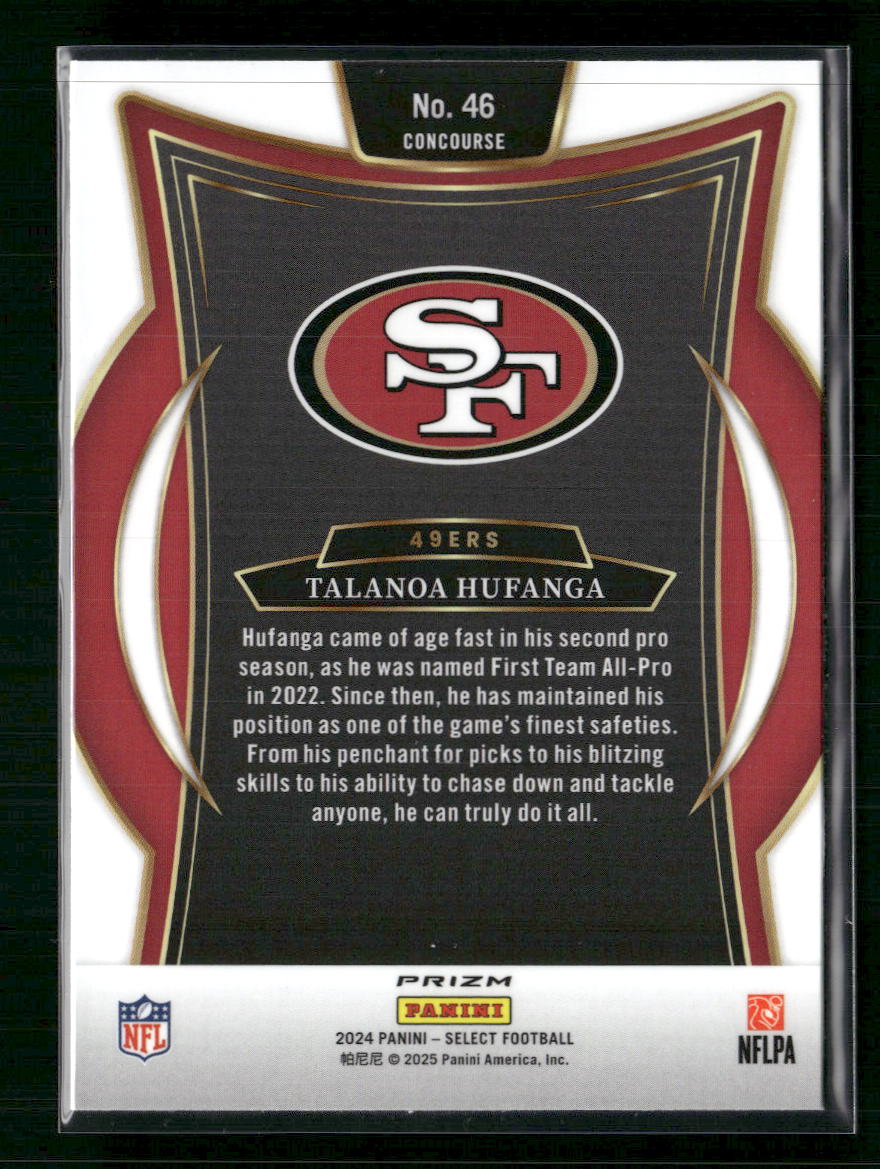 No. 46
CONCOURSE
SF
49ERS
TALANOA HUFANGA
Hufanga came of age fast in his second pro
season, as he was named First Team All-Pro
in 2022. Since then, he has maintained his
position as one of the game's finest safeties.
From his penchant for picks to his blitzing
skills to his ability to chase down and tackle
anyone, he can truly do it all.
PRIZM
PANINI
2024 PANINI – SELECT FOOTBALL
帕尼尼 © 2025 Panini America, Inc.
NFL
NFLPA